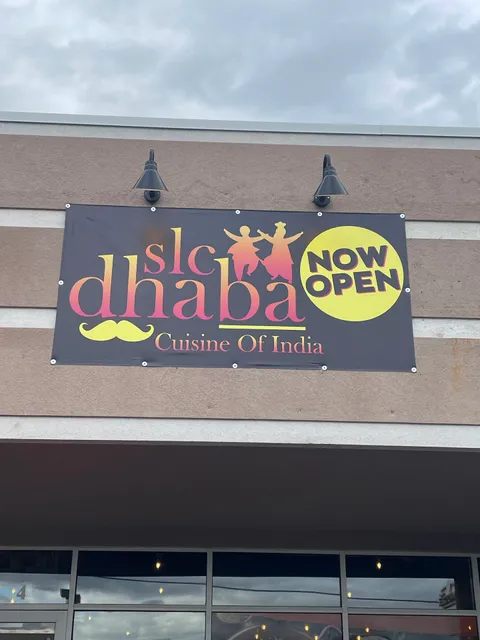 slc
dhaba
Cuisine Of India
NOW
OPEN